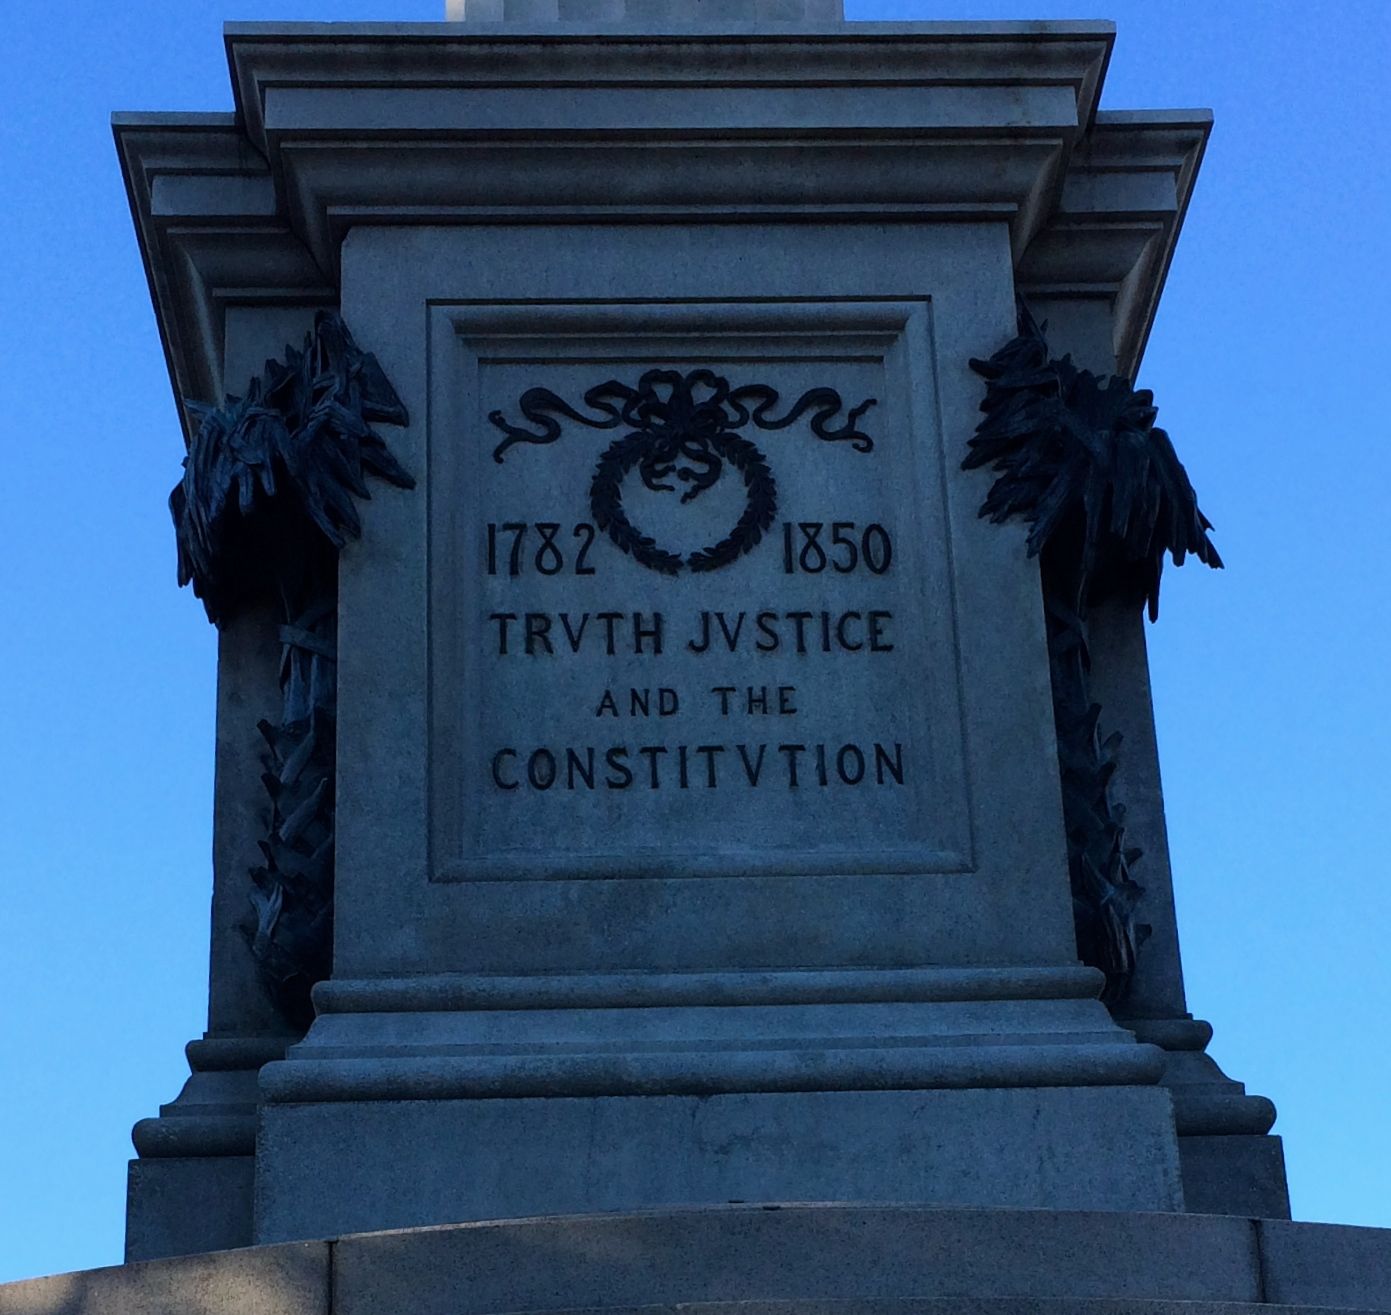 1782 1850
TRVTH JVSTICE
AND THE
CONSTITVTION